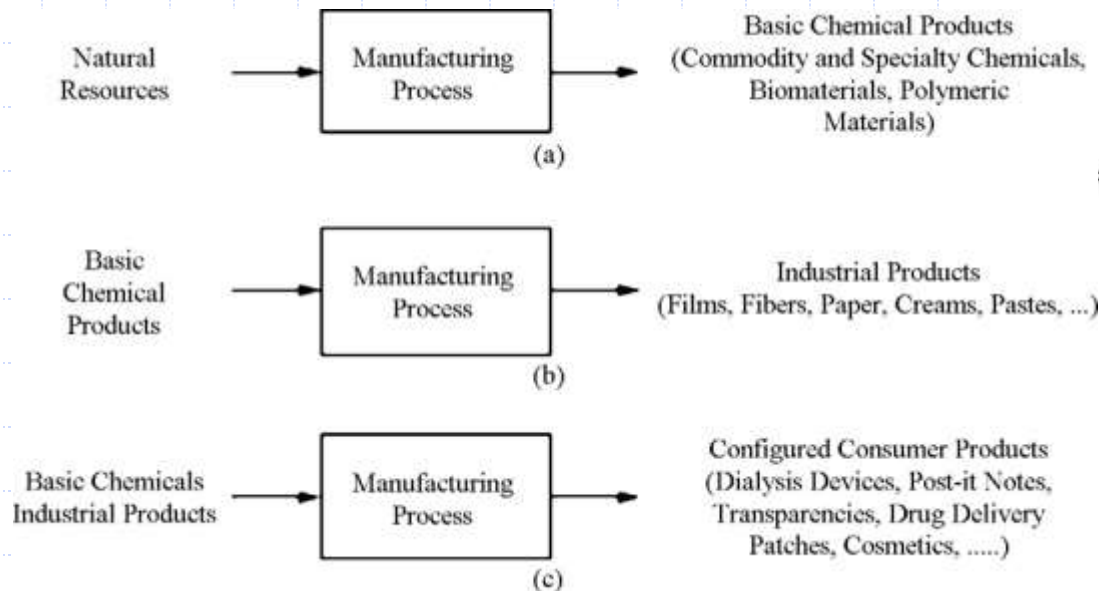 Natural
Resources
Manufacturing
Process
Basic Chemical Products
(Commodity and Specialty Chemicals,
Biomaterials, Polymeric
Materials)
(a)
Basic
Chemical
Products
Manufacturing
Process
Industrial Products
(Films, Fibers, Paper, Creams, Pastes, ...)
(b)
Basic Chemicals
Industrial Products
Manufacturing
Process
Configured Consumer Products
(Dialysis Devices, Post-it Notes,
Transparencies, Drug Delivery
Patches, Cosmetics, .....)
(c)